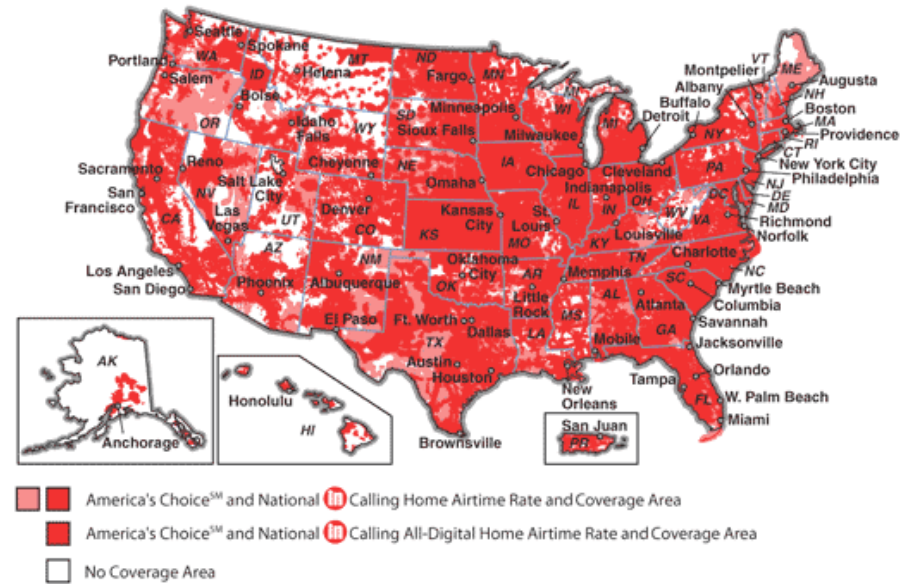 Seattle
Spokane
WA
MT
ND
Portland
Helena
Fargo
MN
VT
ME
Montpelier
Salem
ID
Albany
Augusta
Boise
Buffalo
NH
Minneapolis
MI
WI
Detroit
Boston
OR
Idaho
Falls
WY
SD
Sioux Falls
MI
NY
MA
Milwaukee
Providence
RI
CT
Sacramento
Reno
Cheyenne
NE
IA
Chicago
Cleveland
PA
New York City
Philadelphia
Salt Lake
City
Omaha
Indianapolis
NJ
San
Francisco
NV
Denver
IL
IN
OH
DC
DE
MD
CA
Las
Vegas
UT
CO
Kansas
City
St.
Louis
WV
VA
Richmond
KS
MO
KY
Louisville
Norfolk
AZ
NM
Oklahoma
City
TN
Charlotte
NC
Los Angeles
Phoenix
Albuquerque
OK
AR
Memphis
SC
San Diego
Little
Rock
MS
AL
Atlanta
Myrtle Beach
Columbia
El Paso
Ft. Worth
Dallas
LA
GA
Savannah
TX
Mobile
Jacksonville
AK
Austin
Houston
Orlando
Tampa
New
Orleans
FL
W. Palm Beach
Honolulu
HI
San Juan
PR
Miami
Anchorage
Brownsville
America's Choice℠ and National in Calling Home Airtime Rate and Coverage Area
America's Choice℠ and National in Calling All-Digital Home Airtime Rate and Coverage Area
No Coverage Area